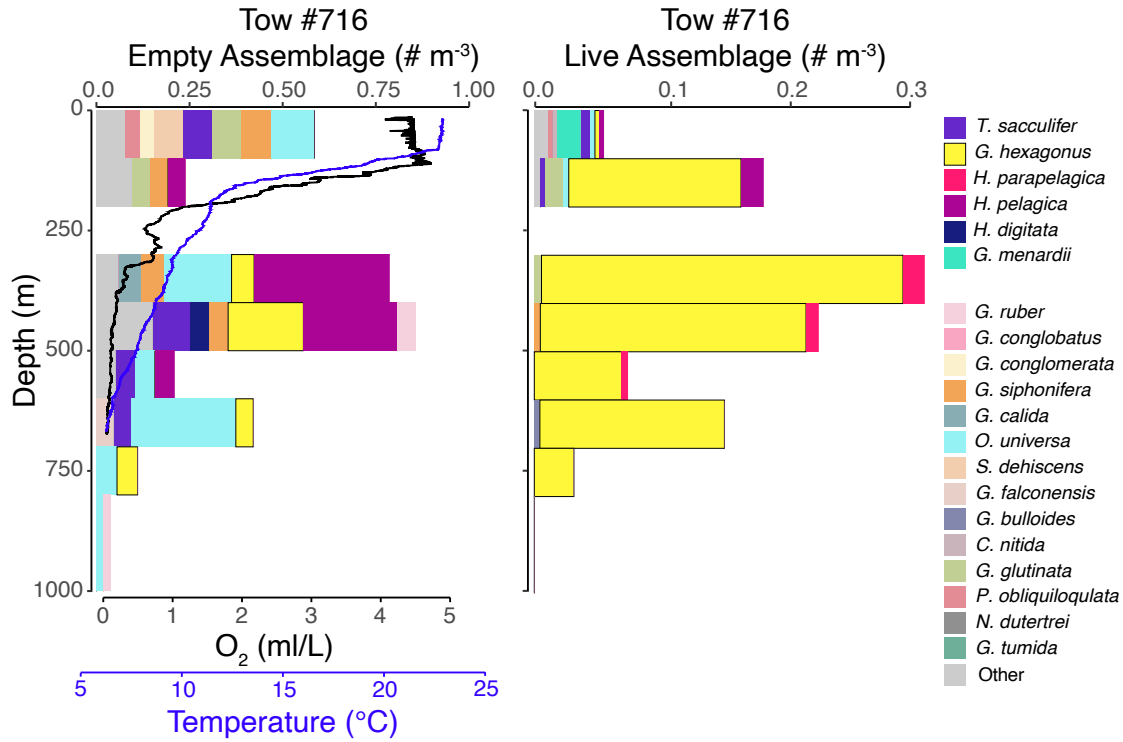 Tow #716
Empty Assemblage (# m-3)
0.00 0.25 0.50 0.75 1.00
Tow #716
Live Assemblage (# m-3)
0.0 0.1 0.2 0.3
Depth (m)
0
250
500
750
1000
0 1 2 3 4 5
O2 (ml/L)
5 10 15 20 25
Temperature (°C)
T. sacculifer
G. hexagonus
H. parapelagica
H. pelagica
H. digitata
G. menardii
G. ruber
G. conglobatus
G. conglomerata
G. siphonifera
G. calida
O. universa
S. dehiscens
G. falconensis
G. bulloides
C. nitida
G. glutinata
P. obliquiloqulata
N. dutertrei
G. tumida
Other